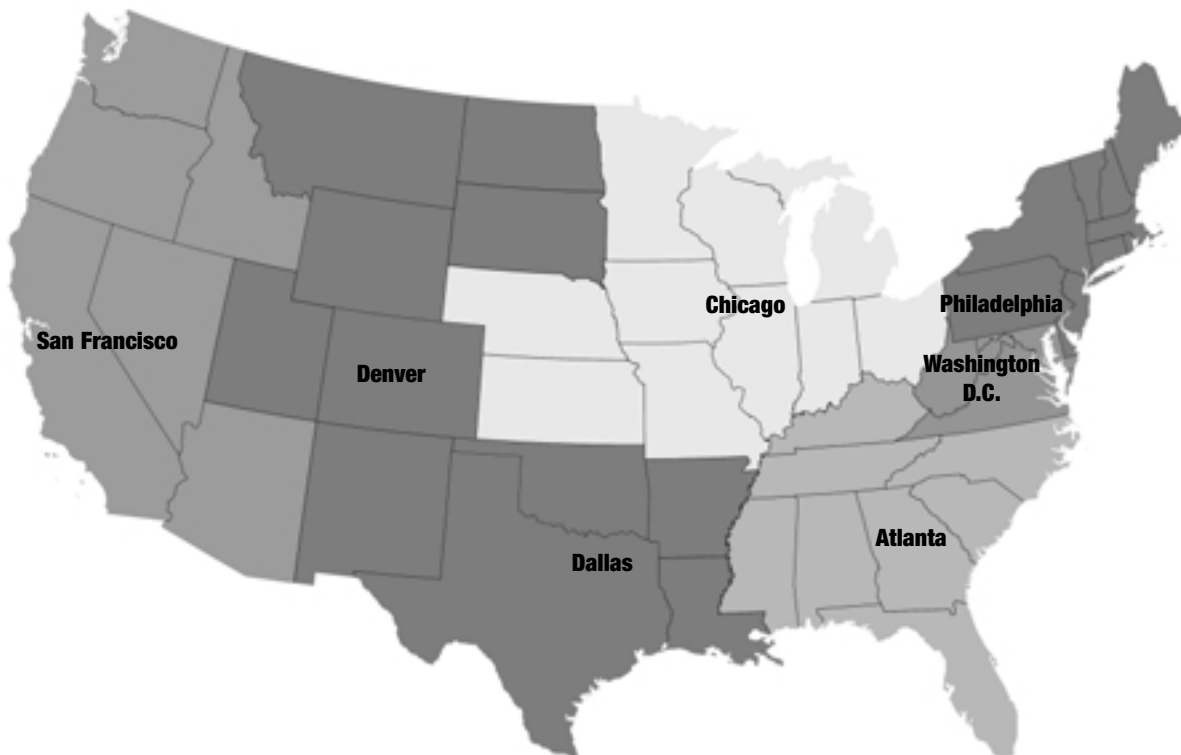 Chicago
Philadelphia
San Francisco
Denver
Washington
D.C.
Atlanta
Dallas